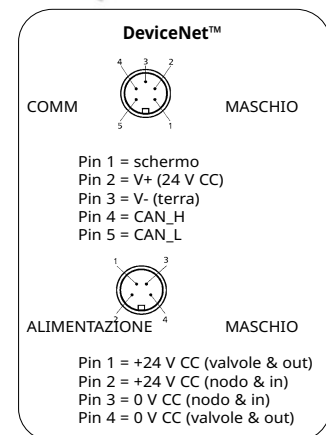 DeviceNet™
4 3 2
COMM MASCHIO
5 1
Pin 1 = schermo
Pin 2 = V+ (24 V CC)
Pin 3 = V- (terra)
Pin 4 = CAN_H
Pin 5 = CAN_L
1 3
2 4
ALIMENTAZIONE MASCHIO
Pin 1 = +24 V CC (valvole & out)
Pin 2 = +24 V CC (nodo & in)
Pin 3 = 0 V CC (nodo & in)
Pin 4 = 0 V CC (valvole & out)